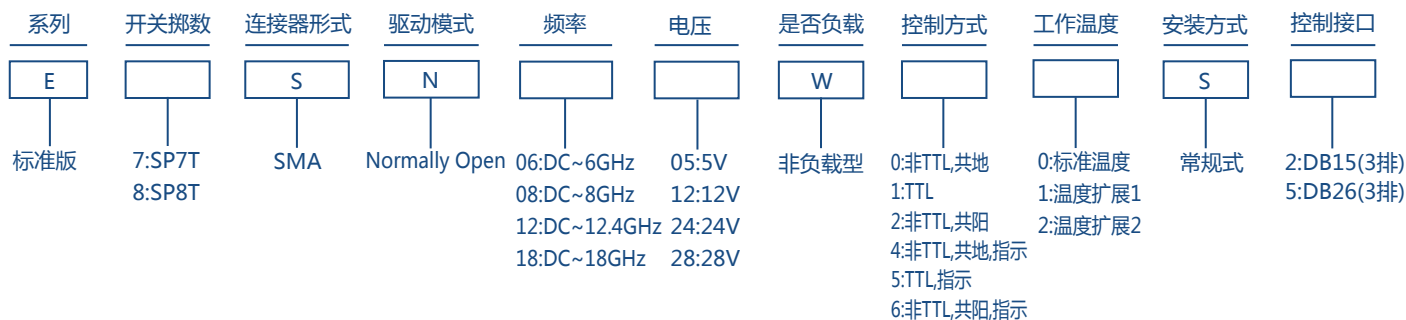 系列 开关掷数 连接器形式 驱动模式 频率 电压 是否负载 控制方式 工作温度 安装方式 控制接口
E S N W S
标准版 7:SP7T SMA Normally Open 06:DC~6GHz 05:5V 非负载型 0:非TTL,共地 0:标准温度 常规式 2:DB15(3排)
8:SP8T 08:DC~8GHz 12:12V 1:TTL 1:温度扩展1 5:DB26(3排)
12:DC~12.4GHz 24:24V 2:非TTL,共阳 2:温度扩展2
18:DC~18GHz 28:28V 4:非TTL,共地,指示
5:TTL,指示
6:非TTL,共阳,指示